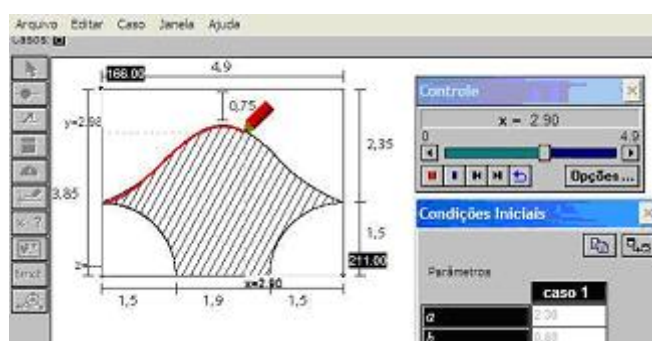 Arquivo Editar Caso Janela Ajuda
Casos:
166.00
4,9
0,75
y=2.98
2,35
3,85
1,5
211.00
z=
x=2.90
1,5 1,9 1,5
Controle
x = 2.90
0 4.9
Opções...
Condições Iniciais
Parâmetros
caso 1
a
b
text